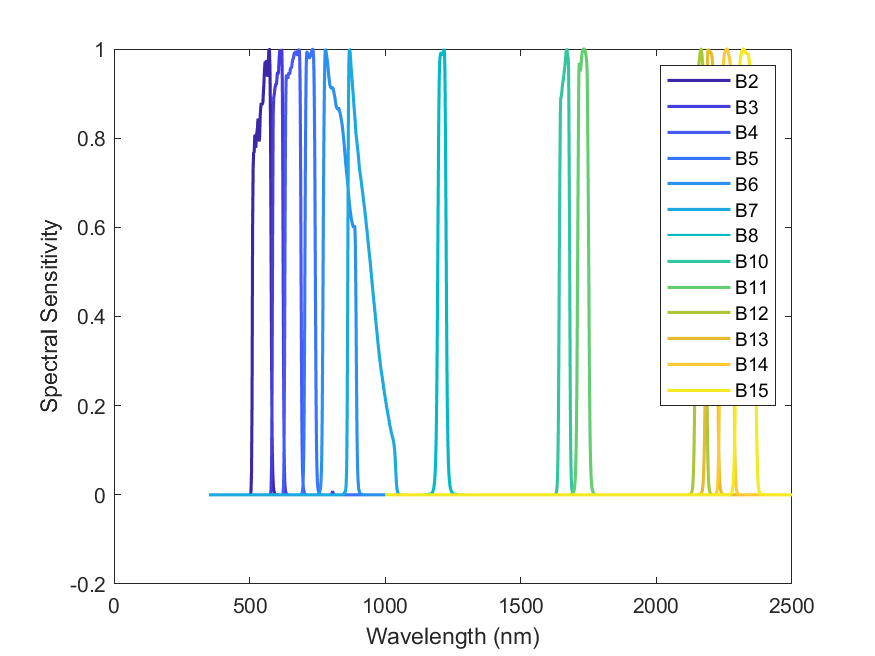 1
0.8
0.6
0.4
0.2
0
-0.2
Spectral Sensitivity
0
500
1000
1500
2000
2500
Wavelength (nm)
B2
B3
B4
B5
B6
B7
B8
B10
B11
B12
B13
B14
B15